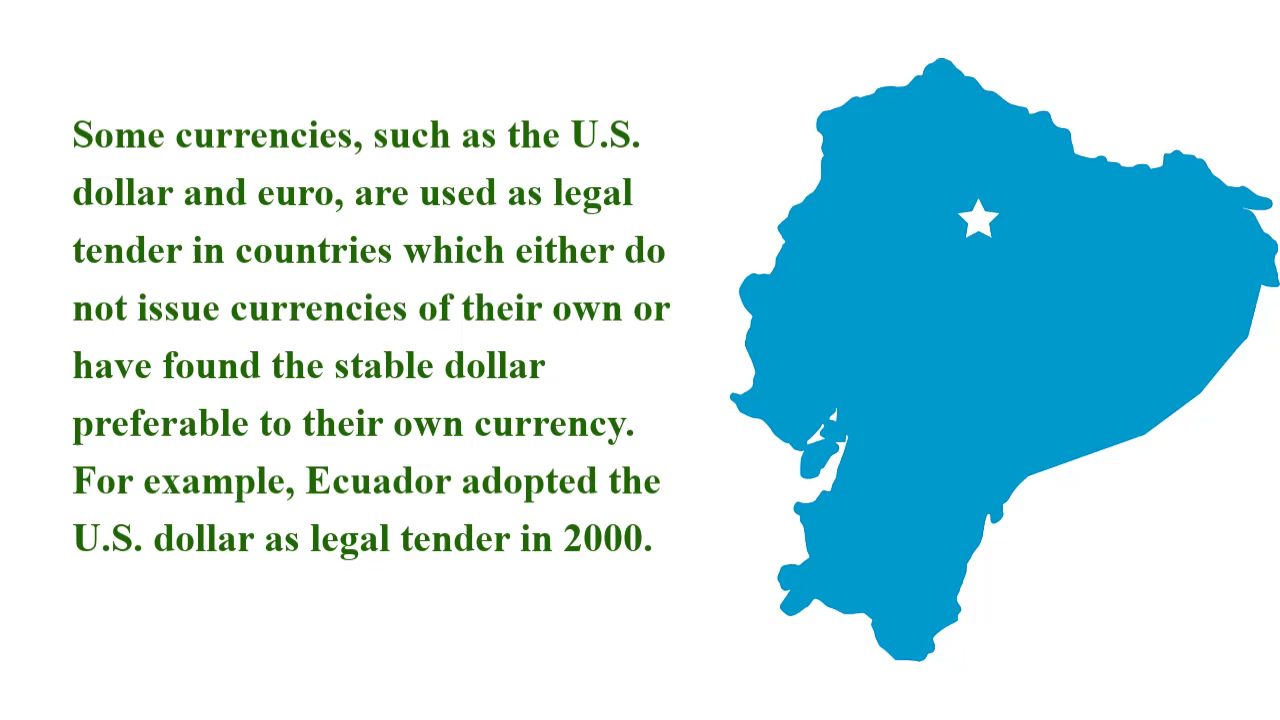 Some currencies, such as the U.S.
dollar and euro, are used as legal
tender in countries which either do
not issue currencies of their own or
have found the stable dollar
preferable to their own currency.
For example, Ecuador adopted the
U.S. dollar as legal tender in 2000.